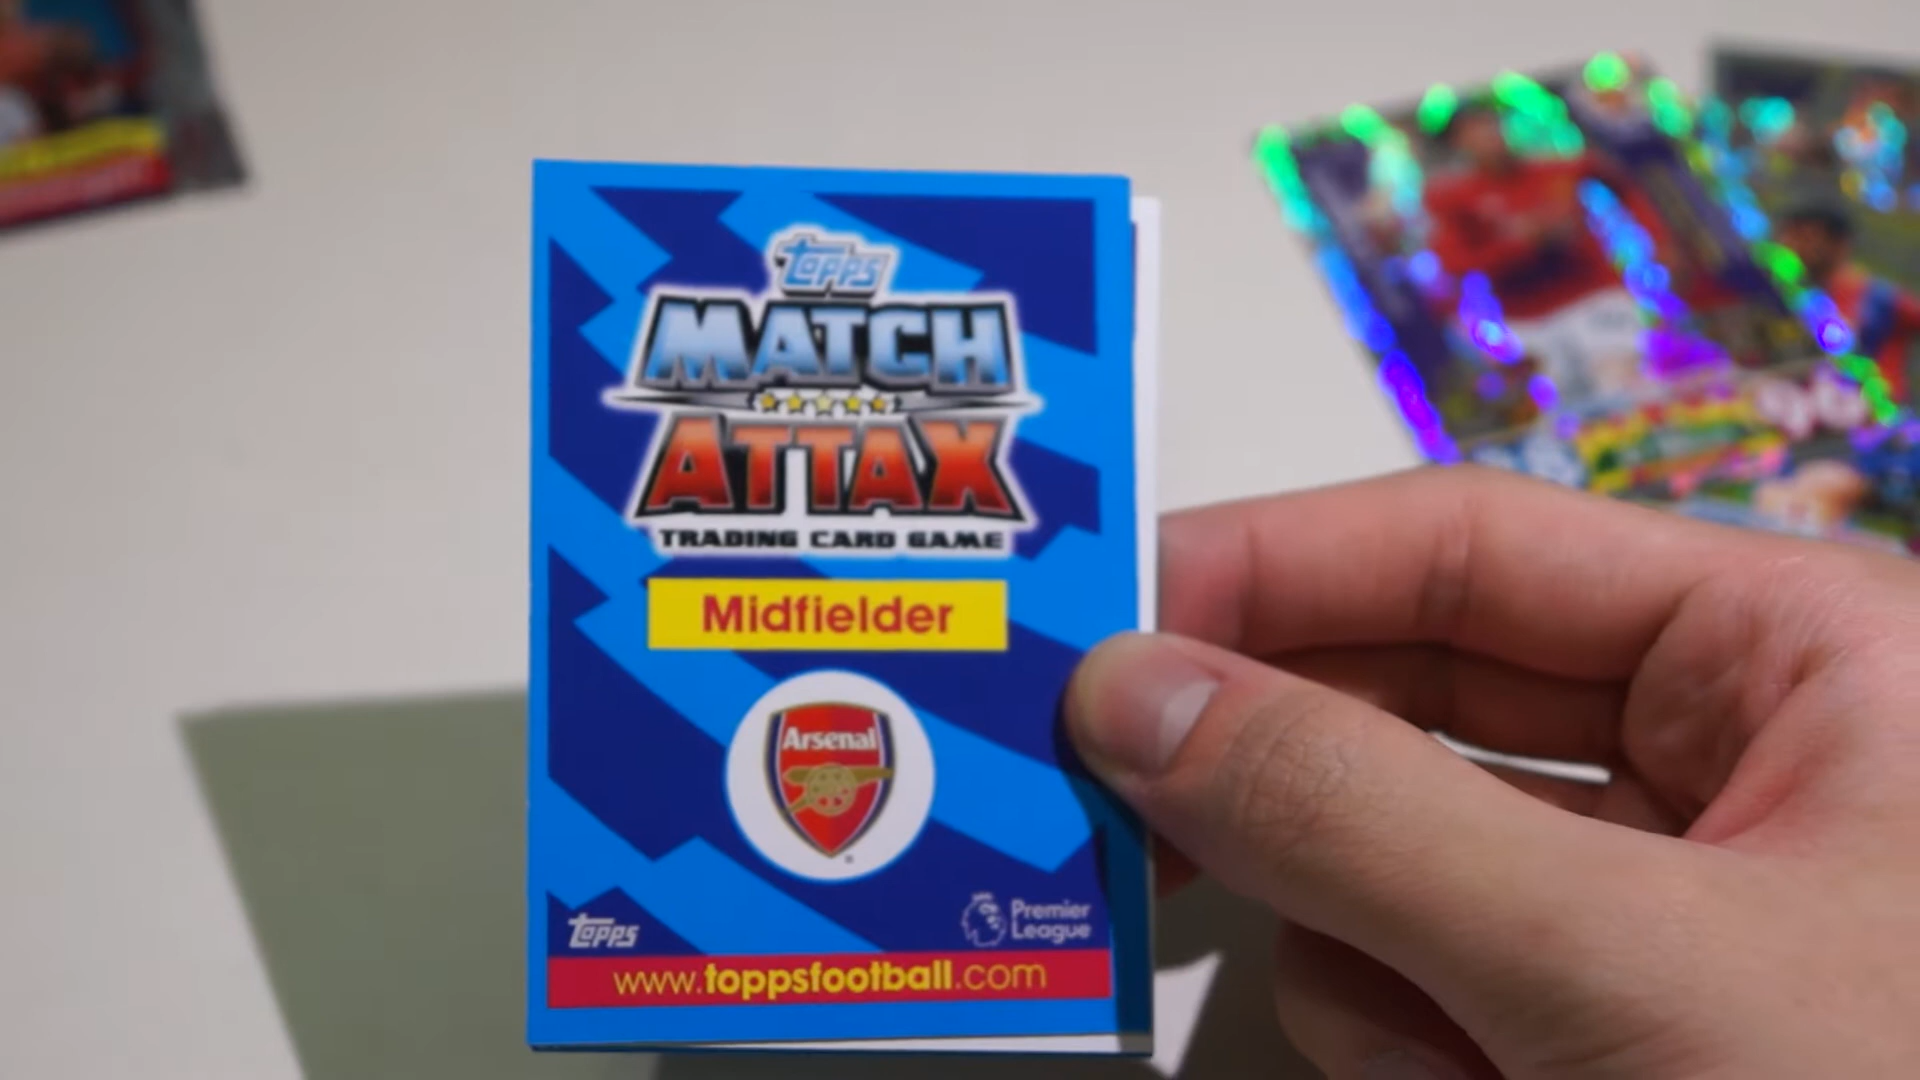 topps
MATCH
ATTAX
TRADING CARD GAME
Midfielder
Arsenal
topps
Premier
League
www.toppsfootball.com